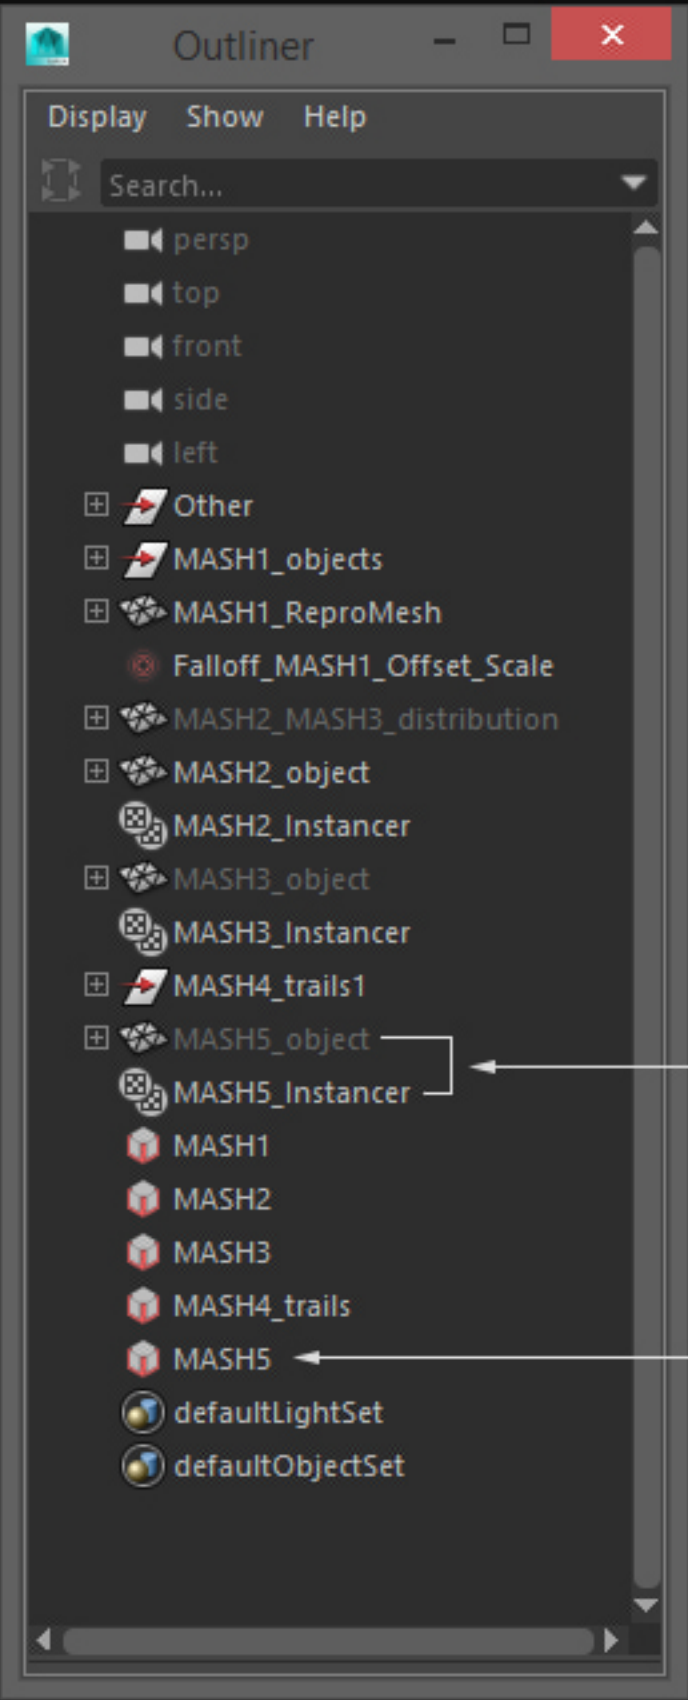 Outliner
Display Show Help
Search...
persp
top
front
side
left
Other
MASH1_objects
MASH1_ReproMesh
Falloff_MASH1_Offset_Scale
MASH2_MASH3_distribution
MASH2_object
MASH2_Instancer
MASH3_object
MASH3_Instancer
MASH4_trails1
MASH5_object
MASH5_Instancer
MASH1
MASH2
MASH3
MASH4_trails
MASH5
defaultLightSet
defaultObjectSet